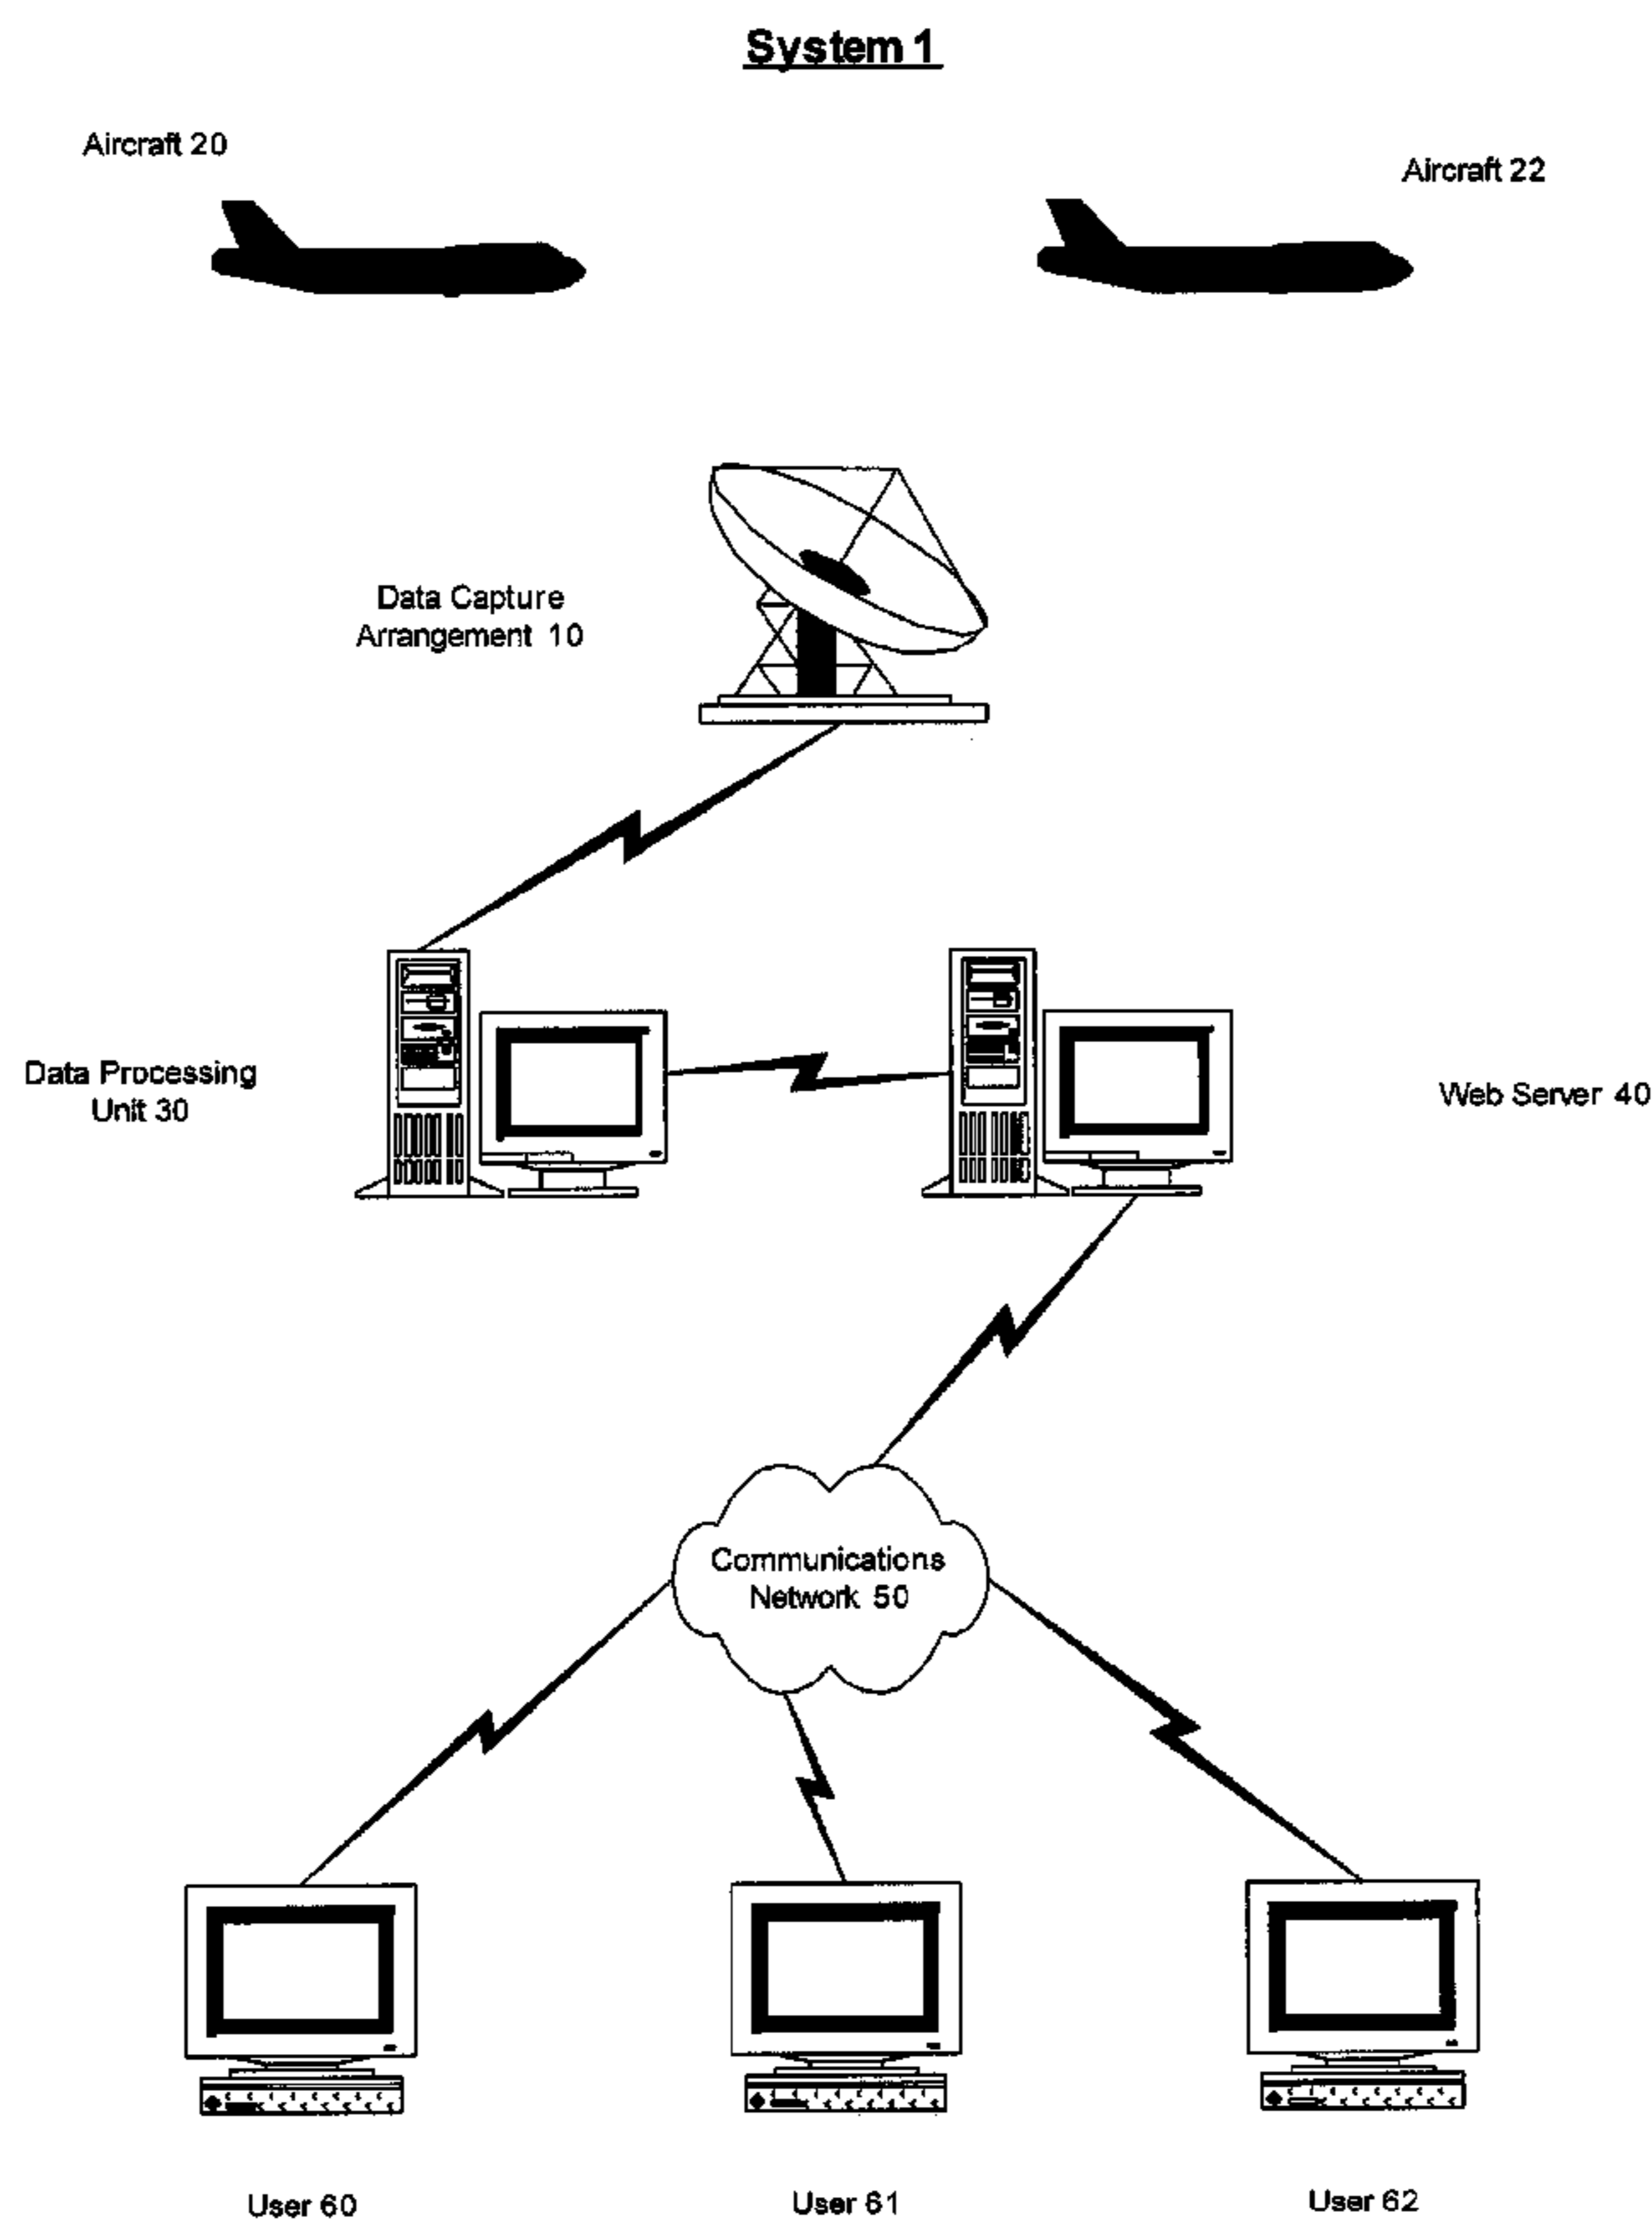 System 1
Aircraft 20
Aircraft 22
Data Capture
Arrangement 10
Data Processing
Unit 30
Web Server 40
Communications
Network 50
User 60
User 61
User 62